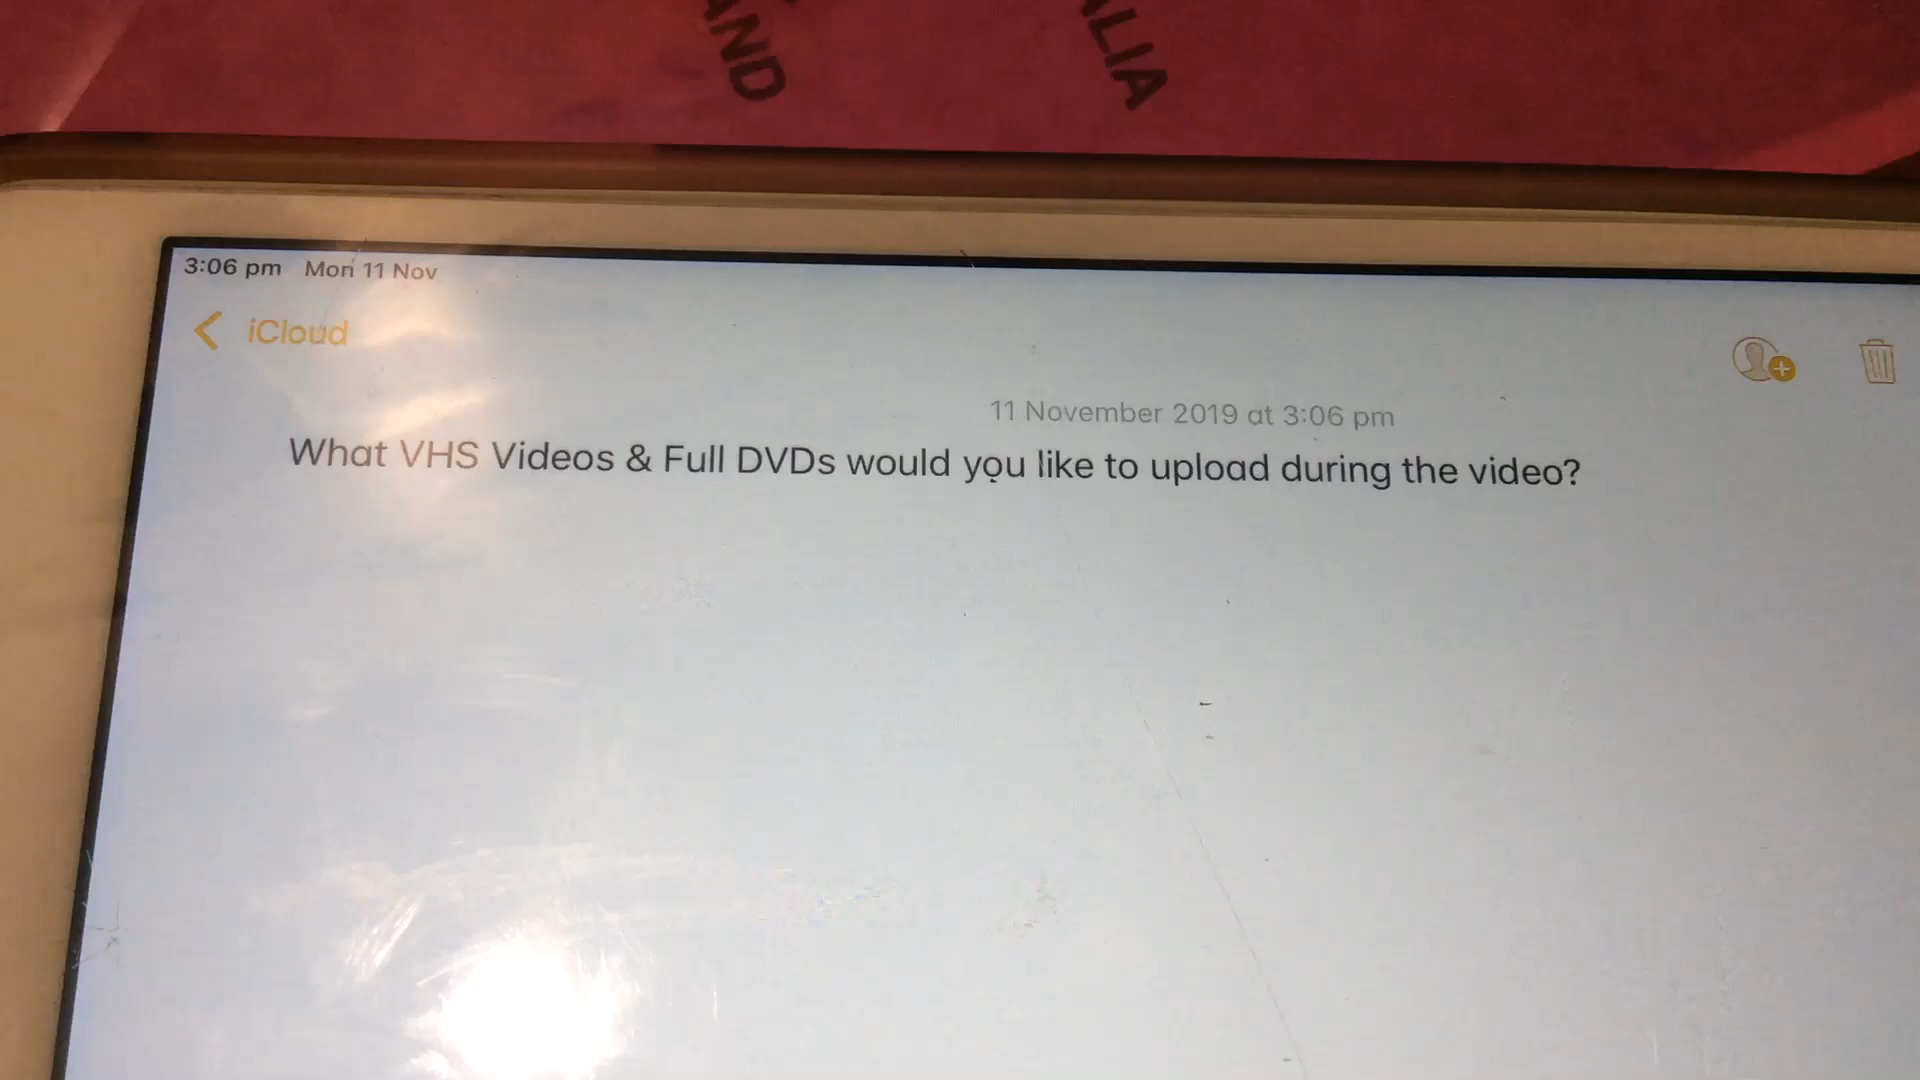 AND
ALIA
3:06 pm Mon 11 Nov
iCloud
11 November 2019 at 3:06 pm
What VHS Videos & Full DVDs would you like to upload during the video?